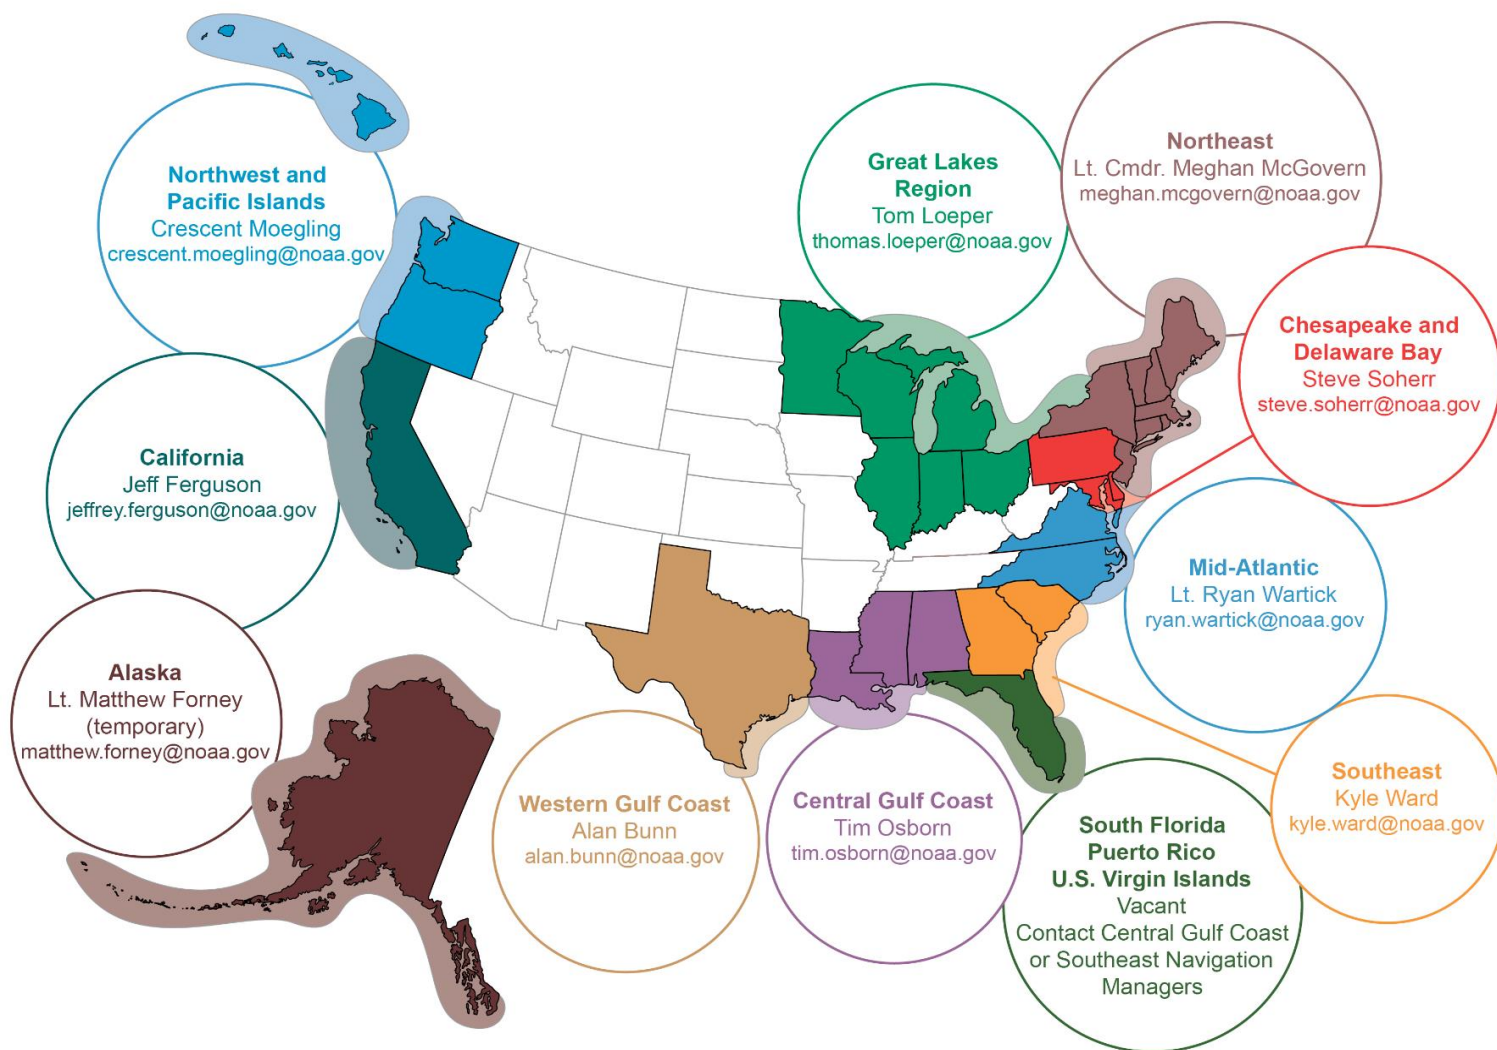 Northwest and
Pacific Islands
Crescent Moegling
crescent.moegling@noaa.gov
Great Lakes
Region
Tom Loeper
thomas.loeper@noaa.gov
Northeast
Lt. Cmdr. Meghan McGovern
meghan.mcgovern@noaa.gov
Chesapeake and
Delaware Bay
Steve Soherr
steve.soherr@noaa.gov
California
Jeff Ferguson
jeffrey.ferguson@noaa.gov
Mid-Atlantic
Lt. Ryan Wartick
ryan.wartick@noaa.gov
Alaska
Lt. Matthew Forney
(temporary)
matthew.forney@noaa.gov
Western Gulf Coast
Alan Bunn
alan.bunn@noaa.gov
Central Gulf Coast
Tim Osborn
tim.osborn@noaa.gov
South Florida
Puerto Rico
U.S. Virgin Islands
Vacant
Contact Central Gulf Coast
or Southeast Navigation
Managers
Southeast
Kyle Ward
kyle.ward@noaa.gov